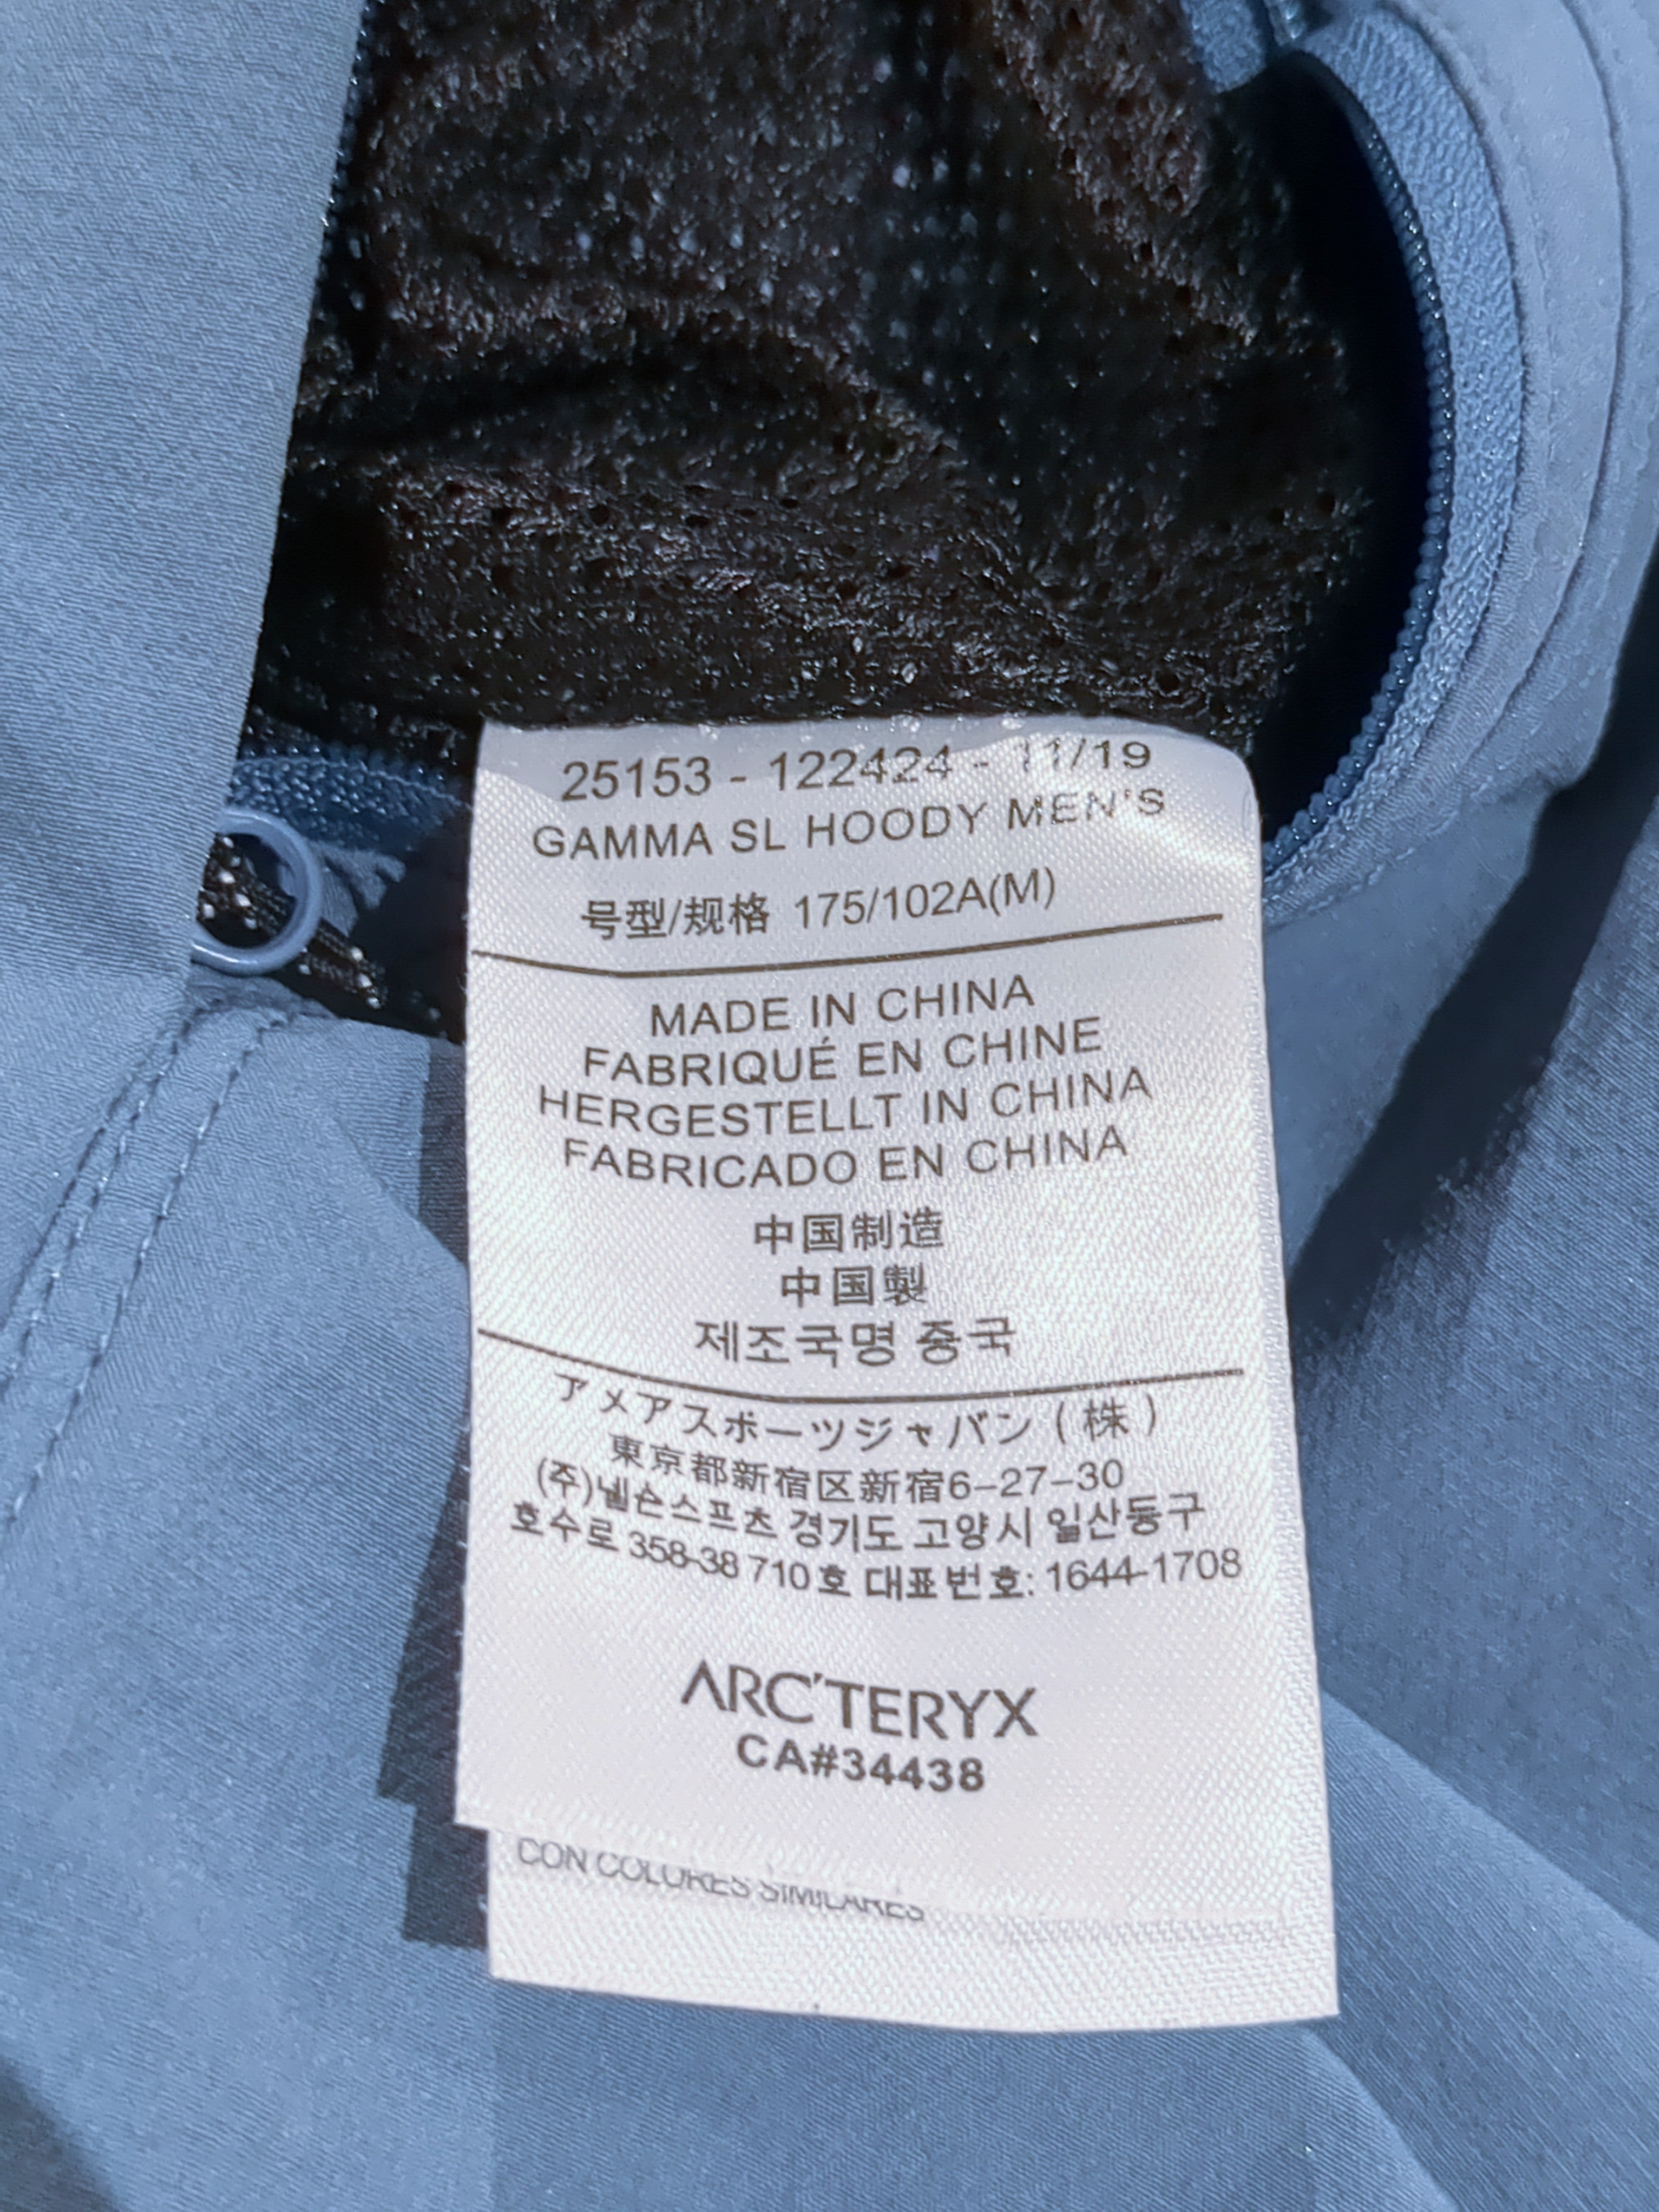 25153 - 122424 - 11/19
GAMMA SL HOODY MEN'S
号型/规格 175/102A(M)
MADE IN CHINA
FABRIQUÉ EN CHINE
HERGESTELLT IN CHINA
FABRICADO EN CHINA
中国制造
中国製
제조국명 중국
アメアスポーツジャパン(株)
東京都新宿区新宿6-27-30
(주)넬슨스포츠 경기도 고양시 일산동구
호수로 358-38 710호 대표번호: 1644-1708
ARC'TERYX
CA#34438
CON COLORES SIMILARES